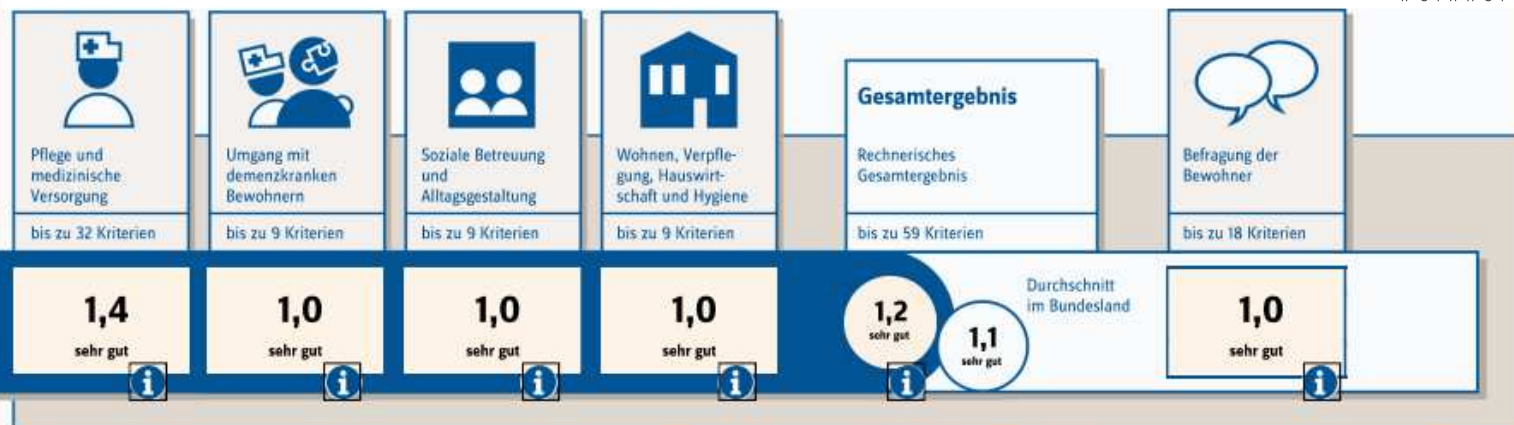 Pflege und
medizinische
Versorgung
bis zu 32 Kriterien
1,4
sehr gut
Umgang mit
demenzkranken
Bewohnern
bis zu 9 Kriterien
1,0
sehr gut
Soziale Betreuung
und
Alltagsgestaltung
bis zu 9 Kriterien
1,0
sehr gut
Wohnen, Verpfle-
gung, Hauswirt-
schaft und Hygiene
bis zu 9 Kriterien
1,0
sehr gut
Gesamtergebnis
Rechnerisches
Gesamtergebnis
bis zu 59 Kriterien
1,2
sehr gut
Durchschnitt
im Bundesland
1,1
sehr gut
Befragung der
Bewohner
bis zu 18 Kriterien
1,0
sehr gut